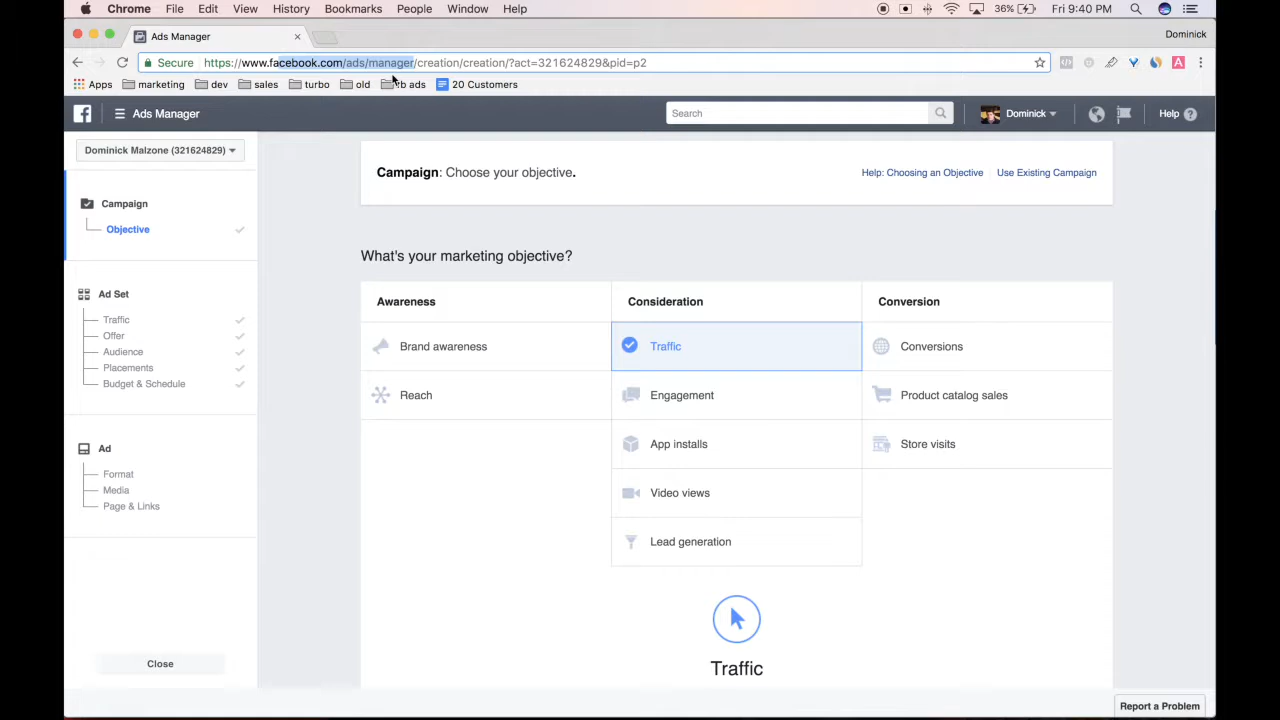 Chrome File Edit View History Bookmarks People Window Help 36% Fri 9:40 PM
Ads Manager Dominick
Secure https://www.facebook.com/ads/manager/creation/creation/?act=321624829&pid=p2
Apps marketing dev sales turbo old fb ads 20 Customers
Ads Manager Search Dominick Help
Dominick Malzone (321624829)
Campaign
Objective
Ad Set
Traffic
Offer
Audience
Placements
Budget & Schedule
Ad
Format
Media
Page & Links
Close
Campaign: Choose your objective. Help: Choosing an Objective Use Existing Campaign
What's your marketing objective?
Awareness Consideration Conversion
Brand awareness Traffic Conversions
Reach Engagement Product catalog sales
App installs Store visits
Video views
Lead generation
Traffic
Report a Problem